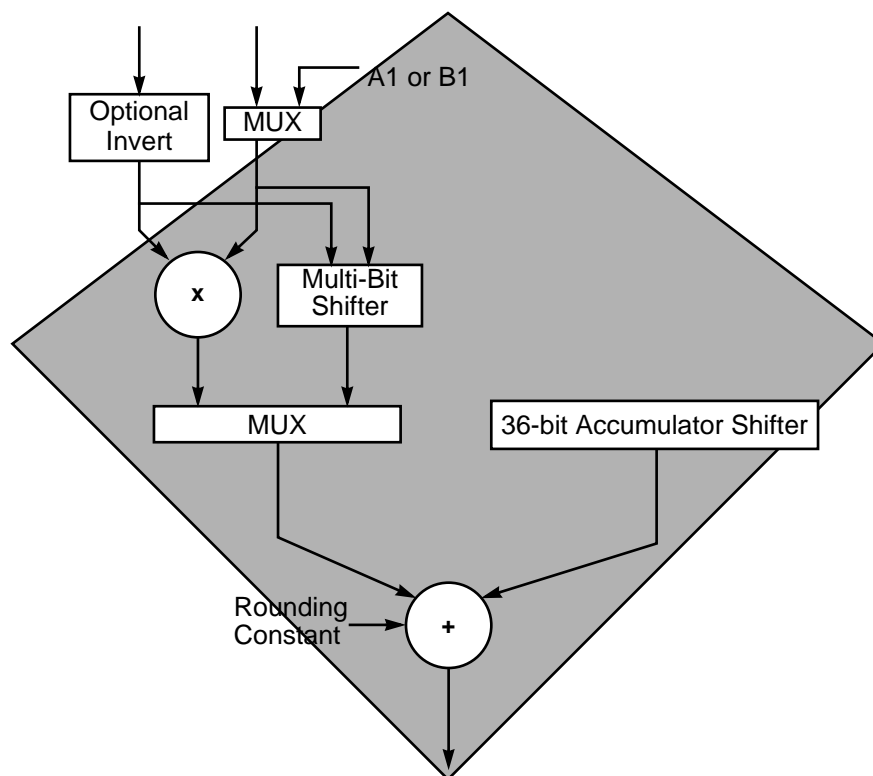 A1 or B1
Optional
Invert
MUX
x
Multi-Bit
Shifter
MUX
36-bit Accumulator Shifter
Rounding
Constant
+